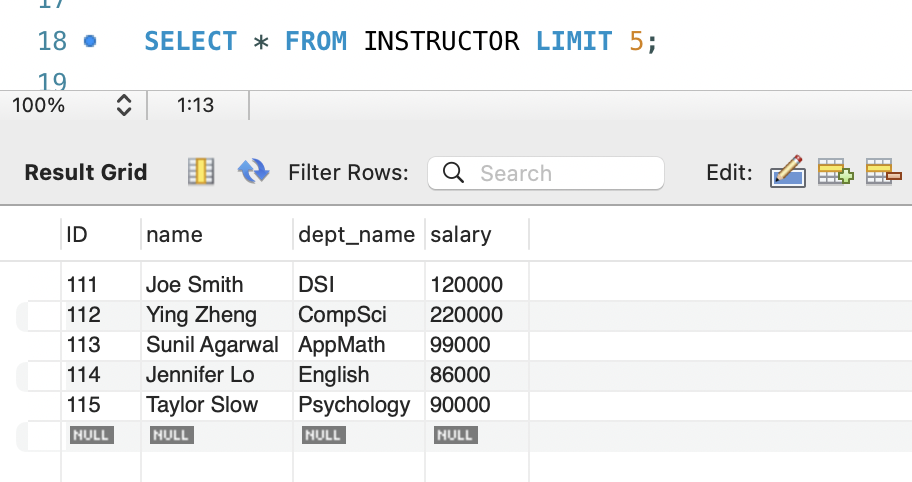 17
18 SELECT * FROM INSTRUCTOR LIMIT 5;
19
100% 1:13
Result Grid Filter Rows: Search Edit:
ID name dept_name salary
111 Joe Smith DSI 120000
112 Ying Zheng CompSci 220000
113 Sunil Agarwal AppMath 99000
114 Jennifer Lo English 86000
115 Taylor Slow Psychology 90000
NULL NULL NULL NULL